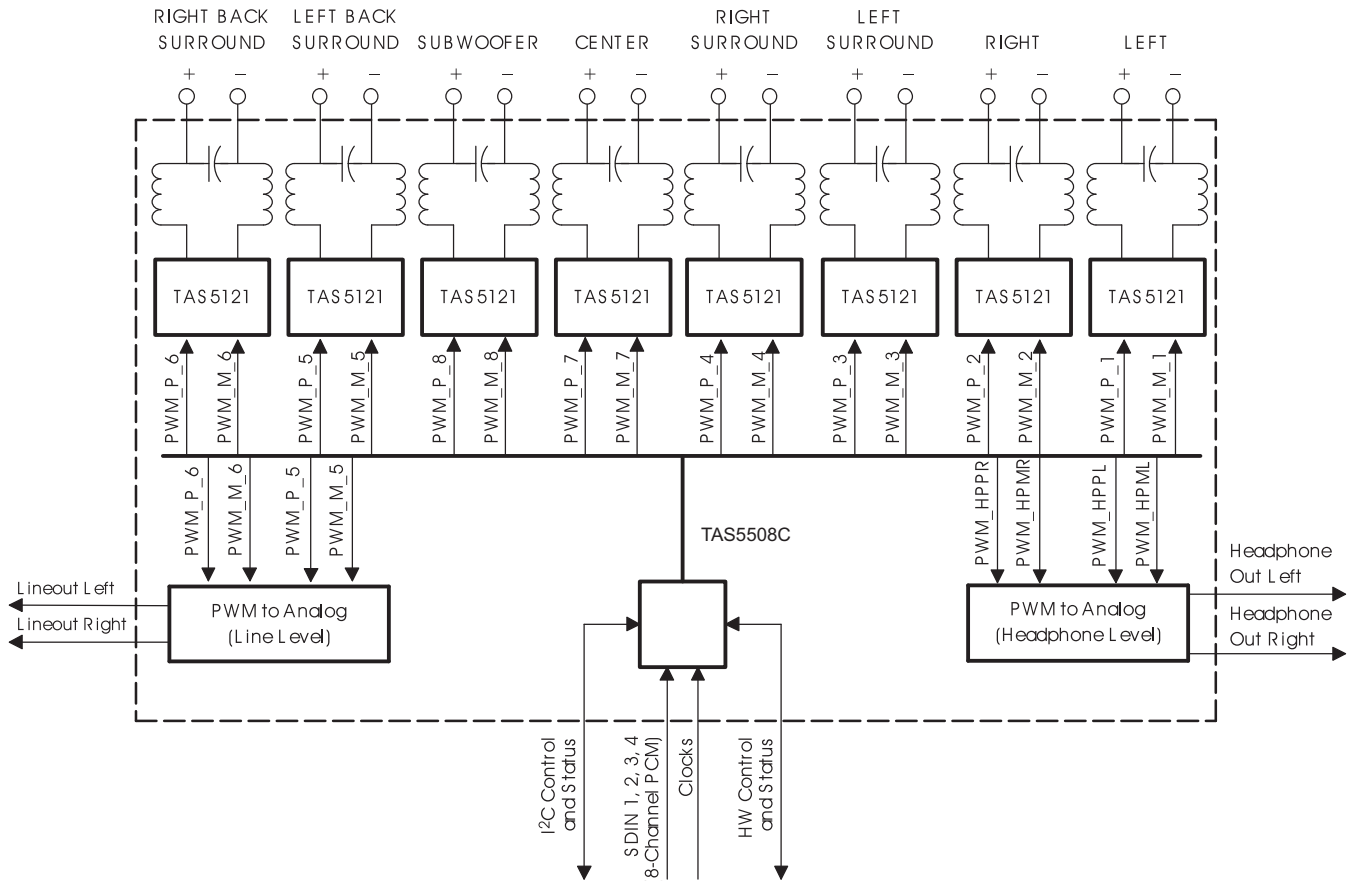 RIGHT BACK
SURROUND
LEFT BACK
SURROUND
SUBWOOFER
CENTER
RIGHT
SURROUND
LEFT
SURROUND
RIGHT
LEFT
+ −
+ −
+ −
+ −
+ −
+ −
+ −
+ −
TAS5121
TAS5121
TAS5121
TAS5121
TAS5121
TAS5121
TAS5121
TAS5121
PWM_P_6
PWM_M_6
PWM_P_5
PWM_M_5
PWM_P_8
PWM_M_8
PWM_P_7
PWM_M_7
PWM_P_4
PWM_M_4
PWM_P_3
PWM_M_3
PWM_P_2
PWM_M_2
PWM_P_1
PWM_M_1
PWM_P_6
PWM_M_6
PWM_P_5
PWM_M_5
PWM_HPPR
PWM_HPMR
PWM_HPPL
PWM_HPML
TAS5508C
Lineout Left
Lineout Right
PWM to Analog
(Line Level)
PWM to Analog
(Headphone Level)
Headphone
Out Left
Headphone
Out Right
I²C Control
and Status
SDIN 1, 2, 3, 4
8-Channel PCM)
Clocks
HW Control
and Status